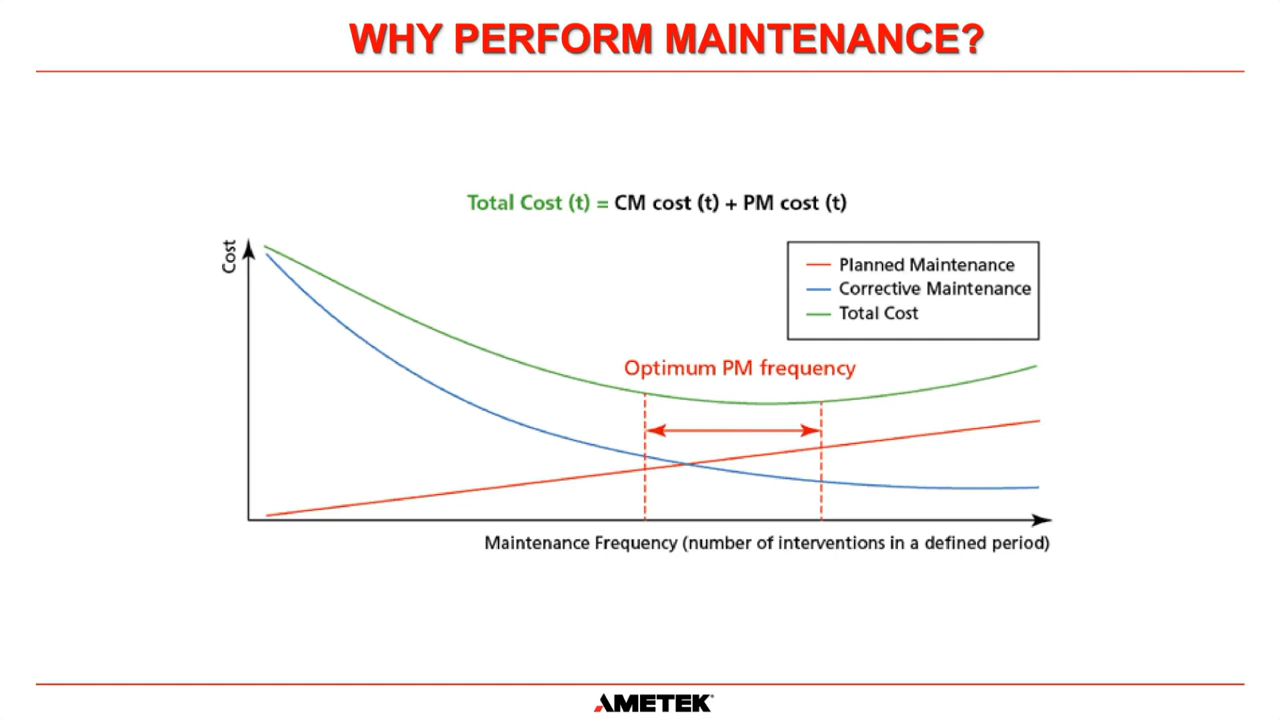 WHY PERFORM MAINTENANCE?
Total Cost (t) = CM cost (t) + PM cost (t)
Cost
Planned Maintenance
Corrective Maintenance
Total Cost
Optimum PM frequency
Maintenance Frequency (number of interventions in a defined period)
AMETEK®